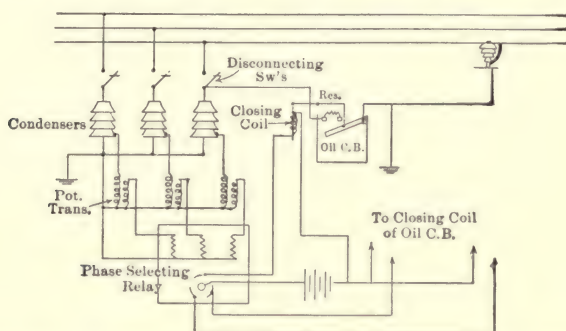 Disconnecting
Sw's
Res.
Closing
Coil
Condensers
Oil C.B.
Pot.
Trans.
To Closing Coil
of Oil C.B.
Phase Selecting
Relay